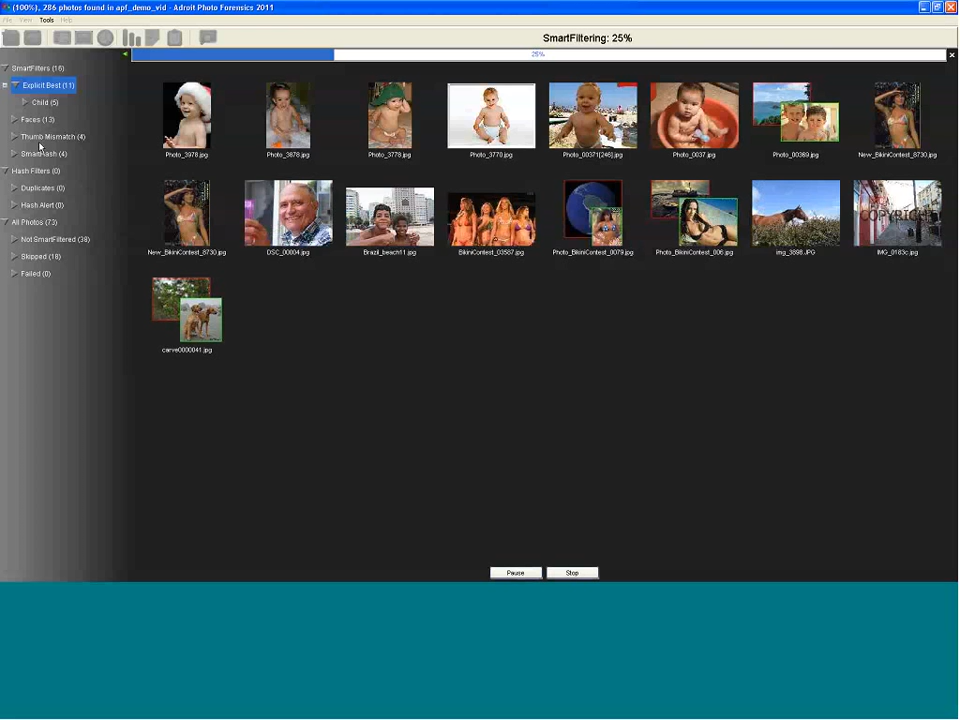 (100%), 286 photos found in apf_demo_vid - Adroit Photo Forensics 2011
File View Tools Help
SmartFiltering: 25%
25%
SmartFilters (16)
Explicit Best (11)
Child (5)
Faces (13)
Thump Mismatch (4)
SmartHash (4)
Hash Filters (0)
Duplicates (0)
Hash Alert (0)
All Photos (73)
Not SmartFiltered (38)
Skipped (18)
Failed (0)
Photo_3978.jpg
Photo_3878.jpg
Photo_3778.jpg
Photo_3770.jpg
Photo_00371[246].jpg
Photo_0037.jpg
Photo_00369.jpg
New_BikiniContest_8730.jpg
New_BikiniContest_8730.jpg
DSC_00004.jpg
Brazil_beach11.jpg
BikiniContest_03587.jpg
Photo_BikiniContest_0079.jpg
Photo_BikiniContest_006.jpg
img_3898.JPG
IMG_0183c.jpg
COPYRIGHT
carve0000041.jpg
Pause
Stop